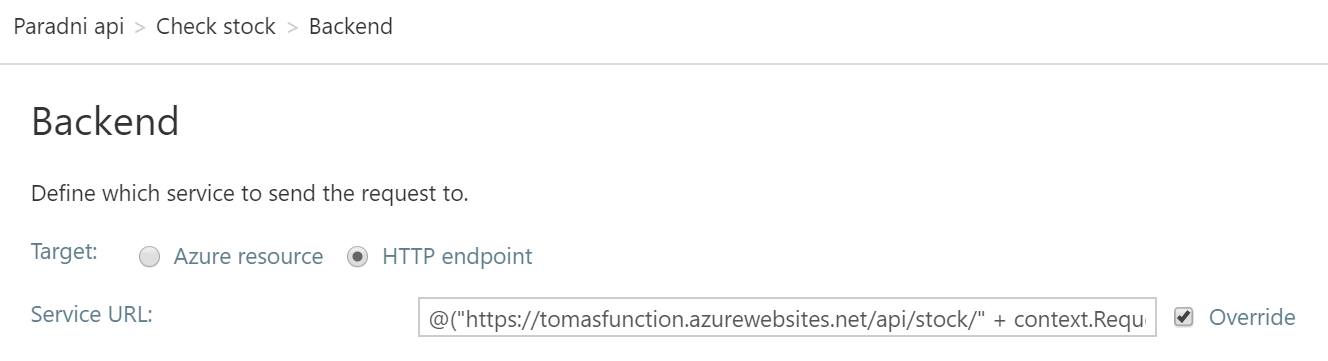 Paradni api > Check stock > Backend
Backend
Define which service to send the request to.
Target: Azure resource HTTP endpoint
Service URL: @("https://tomasfunction.azurewebsites.net/api/stock/" + context.Requ Override